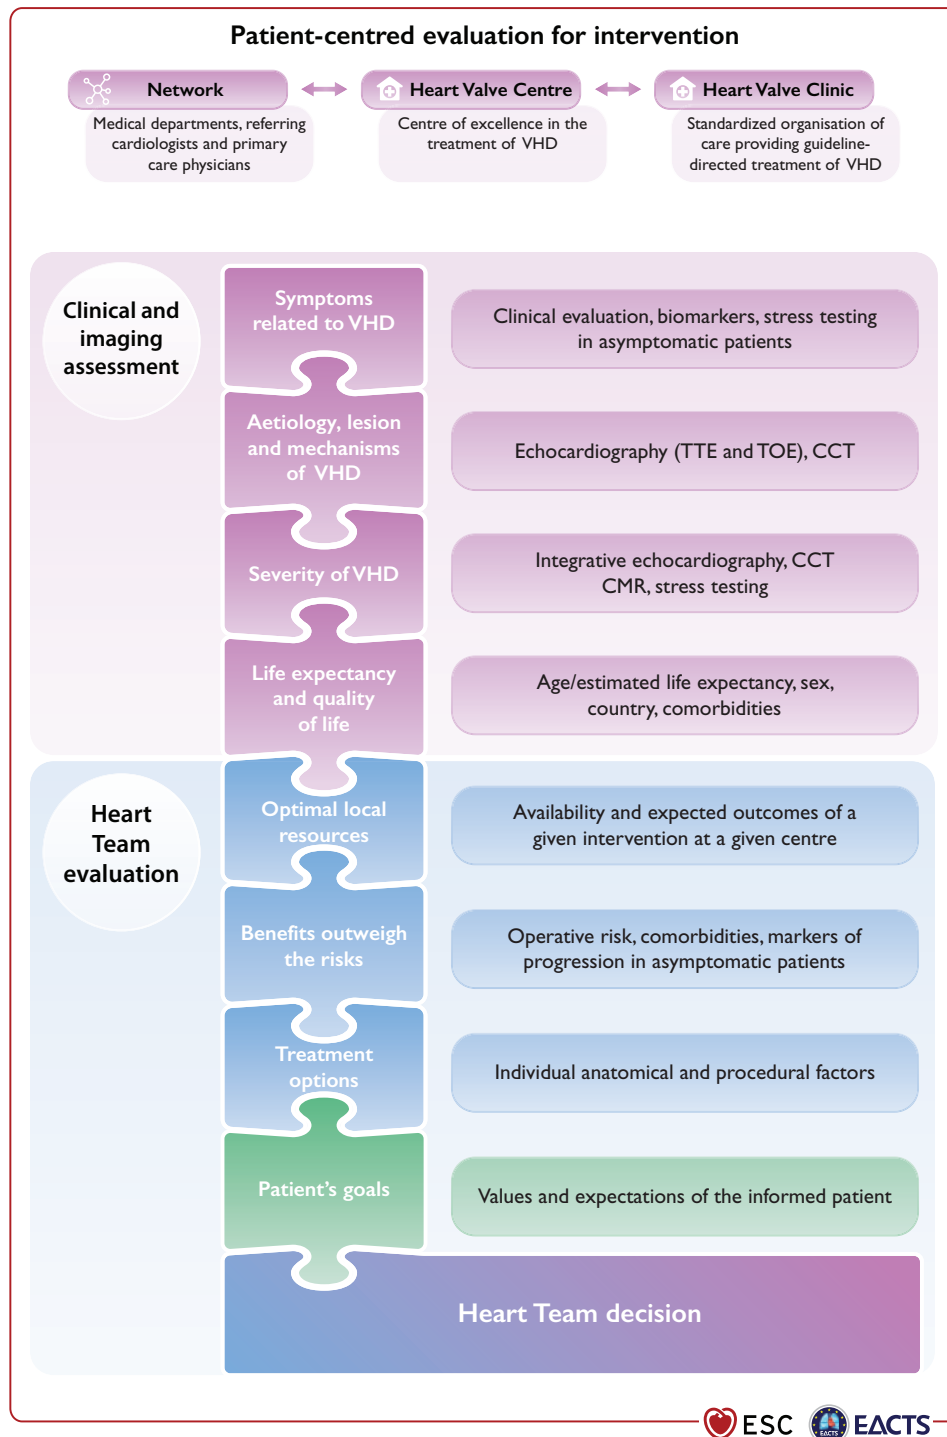 Patient-centred evaluation for intervention
Network
Medical departments, referring
cardiologists and primary
care physicians
Heart Valve Centre
Centre of excellence in the
treatment of VHD
Heart Valve Clinic
Standardized organisation of
care providing guideline-
directed treatment of VHD
Clinical and
imaging
assessment
Symptoms
related to VHD
Clinical evaluation, biomarkers, stress testing
in asymptomatic patients
Aetiology, lesion
and mechanisms
of VHD
Echocardiography (TTE and TOE), CCT
Severity of VHD
Integrative echocardiography, CCT
CMR, stress testing
Life expectancy
and quality
of life
Age/estimated life expectancy, sex,
country, comorbidities
Heart
Team
evaluation
Optimal local
resources
Availability and expected outcomes of a
given intervention at a given centre
Benefits outweigh
the risks
Operative risk, comorbidities, markers of
progression in asymptomatic patients
Treatment
options
Individual anatomical and procedural factors
Patient's goals
Values and expectations of the informed patient
Heart Team decision
ESC
EACTS
EACTS